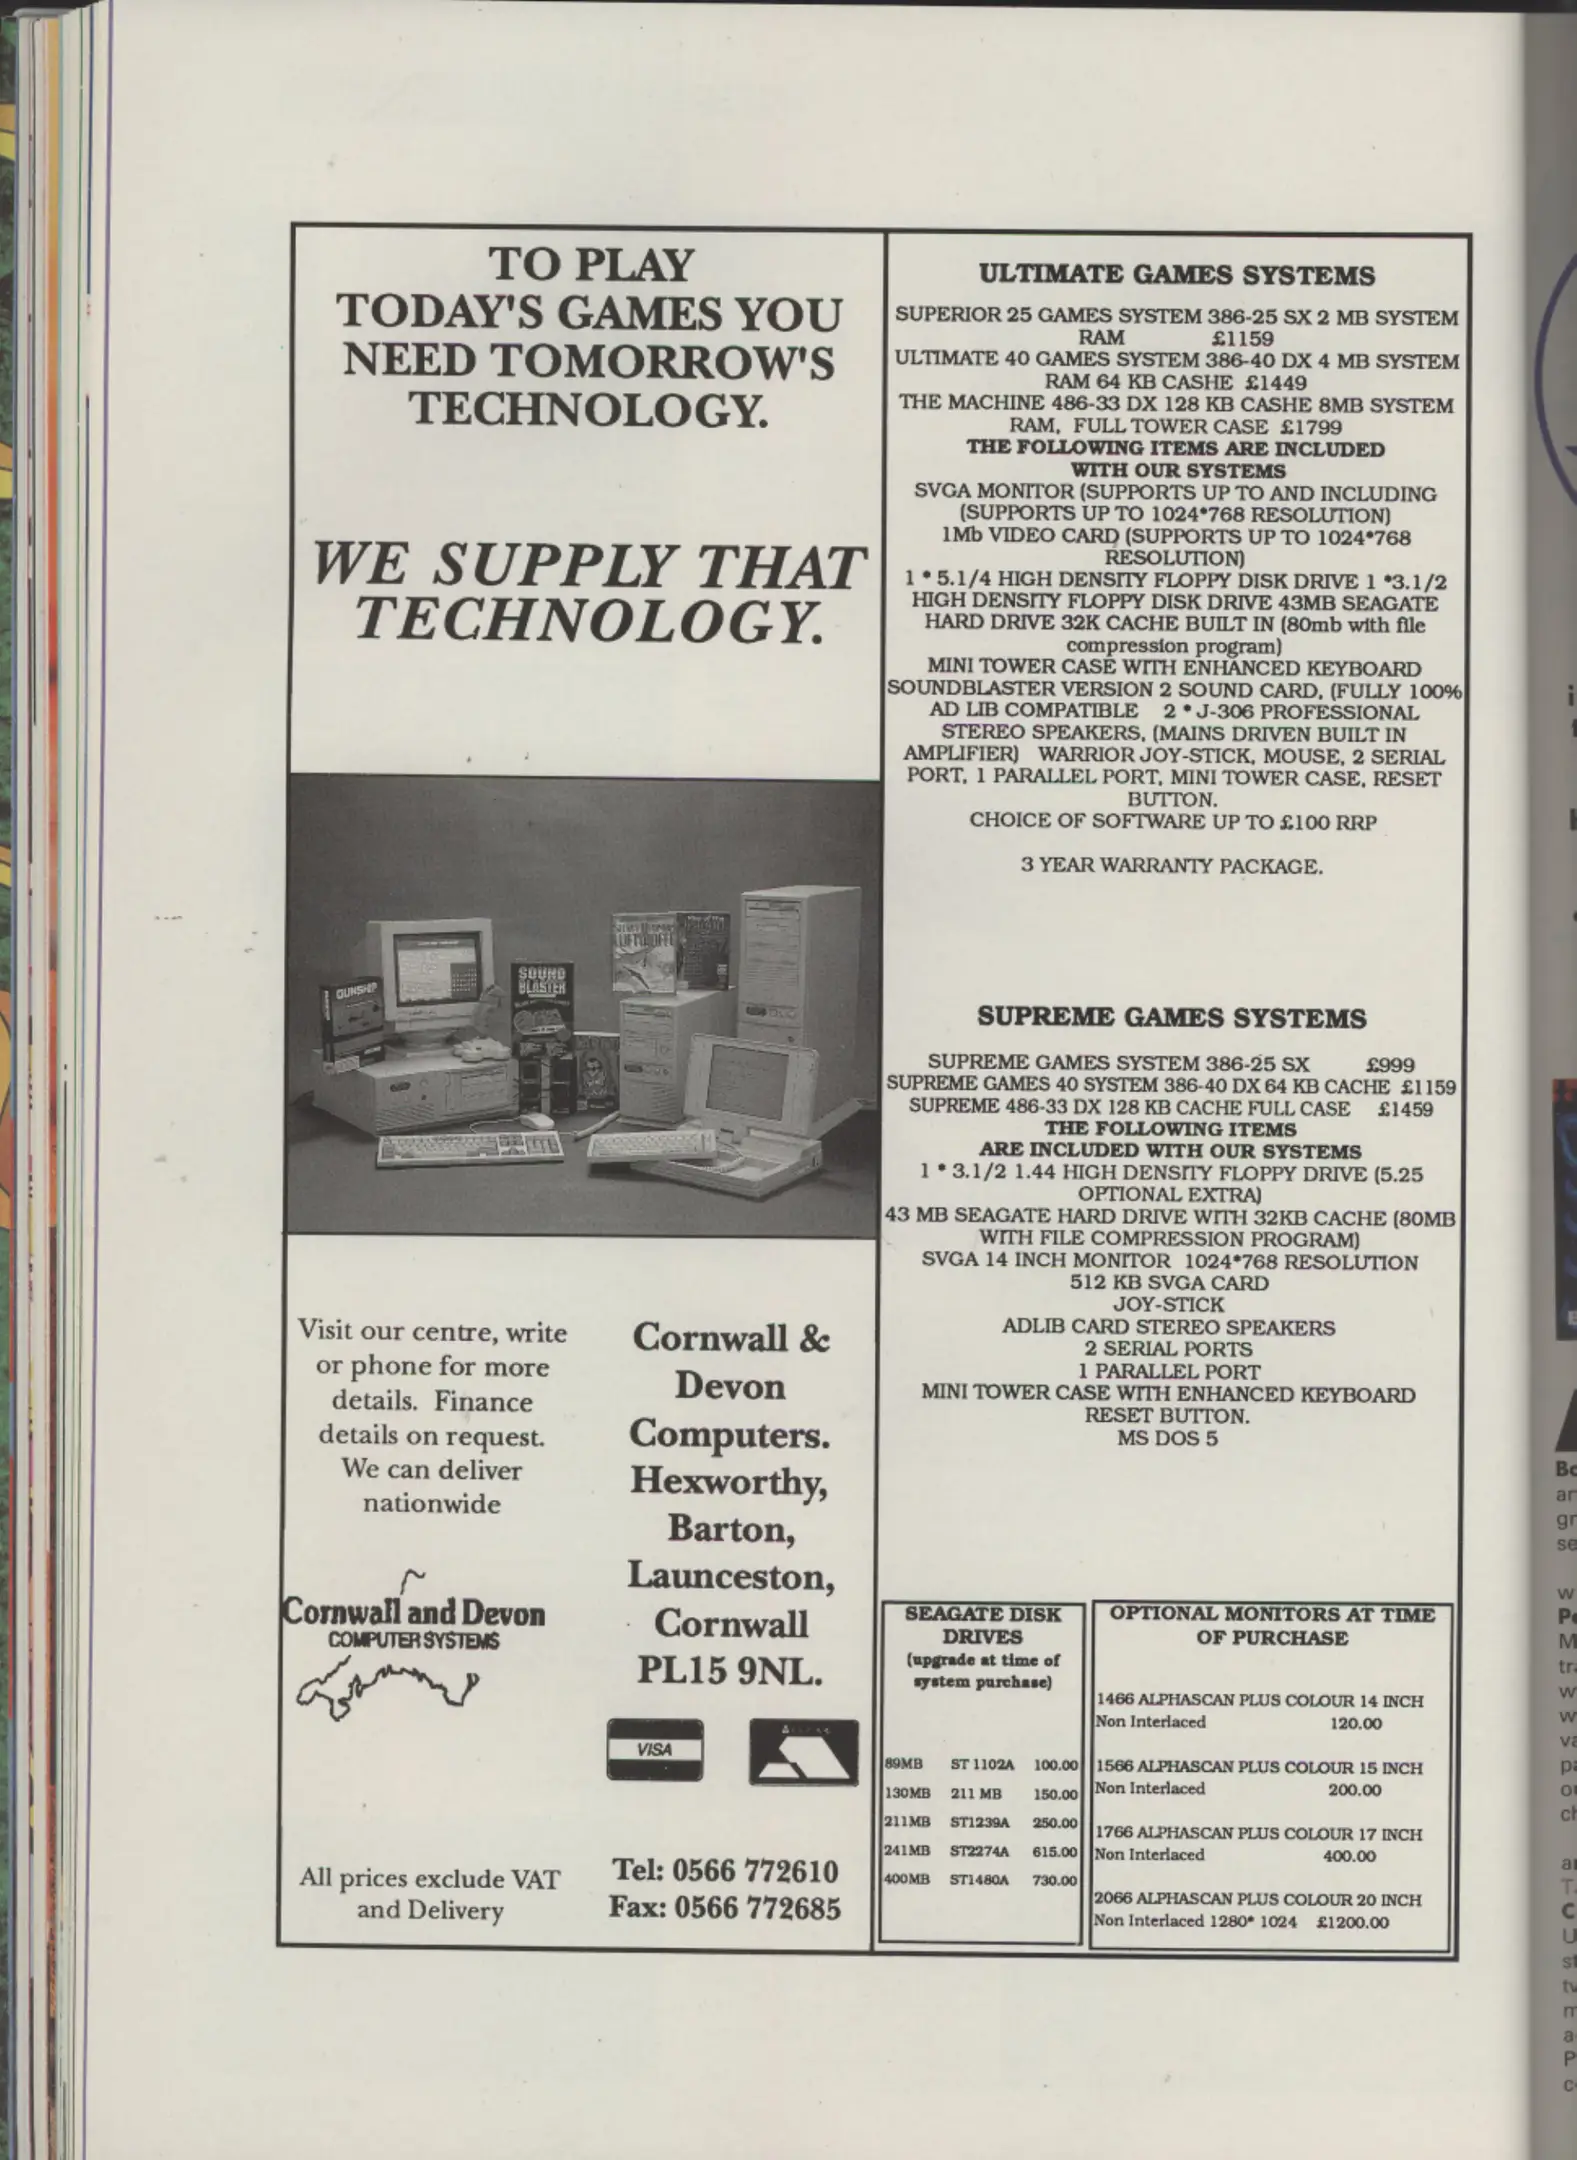 TO PLAY
TODAY'S GAMES YOU
NEED TOMORROW'S
TECHNOLOGY.
WE SUPPLY THAT
TECHNOLOGY.
GUNSHIP
SOUND
BLASTER
Visit our centre, write
or phone for more
details. Finance
details on request.
We can deliver
nationwide
Cornwall and Devon
COMPUTER SYSTEMS
All prices exclude VAT
and Delivery
Cornwall &
Devon
Computers.
Hexworthy,
Barton,
Launceston,
Cornwall
PL15 9NL.
VISA
Tel: 0566 772610
Fax: 0566 772685
ULTIMATE GAMES SYSTEMS
SUPERIOR 25 GAMES SYSTEM 386-25 SX 2 MB SYSTEM
RAM £1159
ULTIMATE 40 GAMES SYSTEM 386-40 DX 4 MB SYSTEM
RAM 64 KB CASHE £1449
THE MACHINE 486-33 DX 128 KB CASHE 8MB SYSTEM
RAM, FULL TOWER CASE £1799
THE FOLLOWING ITEMS ARE INCLUDED
WITH OUR SYSTEMS
SVGA MONITOR (SUPPORTS UP TO AND INCLUDING
(SUPPORTS UP TO 1024*768 RESOLUTION)
1Mb VIDEO CARD (SUPPORTS UP TO 1024*768
RESOLUTION)
1 * 5.1/4 HIGH DENSITY FLOPPY DISK DRIVE 1 *3.1/2
HIGH DENSITY FLOPPY DISK DRIVE 43MB SEAGATE
HARD DRIVE 32K CACHE BUILT IN (80mb with file
compression program)
MINI TOWER CASE WITH ENHANCED KEYBOARD
SOUNDBLASTER VERSION 2 SOUND CARD, (FULLY 100%
AD LIB COMPATIBLE 2 * J-306 PROFESSIONAL
STEREO SPEAKERS, (MAINS DRIVEN BUILT IN
AMPLIFIER) WARRIOR JOY-STICK, MOUSE, 2 SERIAL
PORT, 1 PARALLEL PORT, MINI TOWER CASE, RESET
BUTTON.
CHOICE OF SOFTWARE UP TO £100 RRP
3 YEAR WARRANTY PACKAGE.
SUPREME GAMES SYSTEMS
SUPREME GAMES SYSTEM 386-25 SX £999
SUPREME GAMES 40 SYSTEM 386-40 DX 64 KB CACHE £1159
SUPREME 486-33 DX 128 KB CACHE FULL CASE £1459
THE FOLLOWING ITEMS
ARE INCLUDED WITH OUR SYSTEMS
1 * 3.1/2 1.44 HIGH DENSITY FLOPPY DRIVE (5.25
OPTIONAL EXTRA)
43 MB SEAGATE HARD DRIVE WITH 32KB CACHE (80MB
WITH FILE COMPRESSION PROGRAM)
SVGA 14 INCH MONITOR 1024*768 RESOLUTION
512 KB SVGA CARD
JOY-STICK
ADLIB CARD STEREO SPEAKERS
2 SERIAL PORTS
1 PARALLEL PORT
MINI TOWER CASE WITH ENHANCED KEYBOARD
RESET BUTTON.
MS DOS 5
SEAGATE DISK
DRIVES
(upgrade at time of
system purchase)
89MB ST 1102A 100.00
130MB 211 MB 150.00
211MB ST1239A 250.00
241MB ST2274A 615.00
400MB ST1480A 730.00
OPTIONAL MONITORS AT TIME
OF PURCHASE
1466 ALPHASCAN PLUS COLOUR 14 INCH
Non Interlaced 120.00
1566 ALPHASCAN PLUS COLOUR 15 INCH
Non Interlaced 200.00
1766 ALPHASCAN PLUS COLOUR 17 INCH
Non Interlaced 400.00
2066 ALPHASCAN PLUS COLOUR 20 INCH
Non Interlaced 1280* 1024 £1200.00